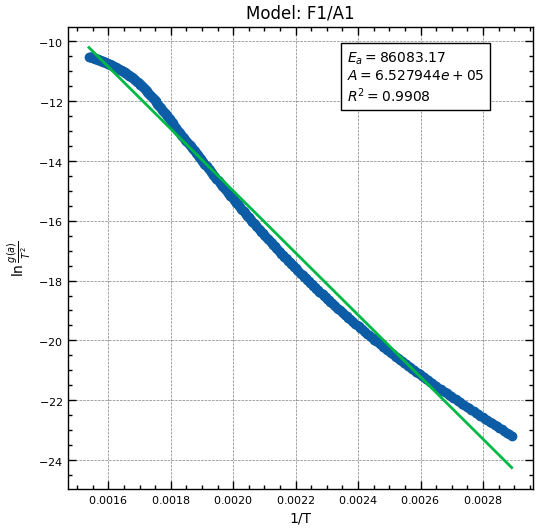 Model: F1/A1
E_a = 86083.17
A = 6.527944e + 05
R² = 0.9908
ln g(a)/T²
−10
−12
−14
−16
−18
−20
−22
−24
0.0016 0.0018 0.0020 0.0022 0.0024 0.0026 0.0028
1/T